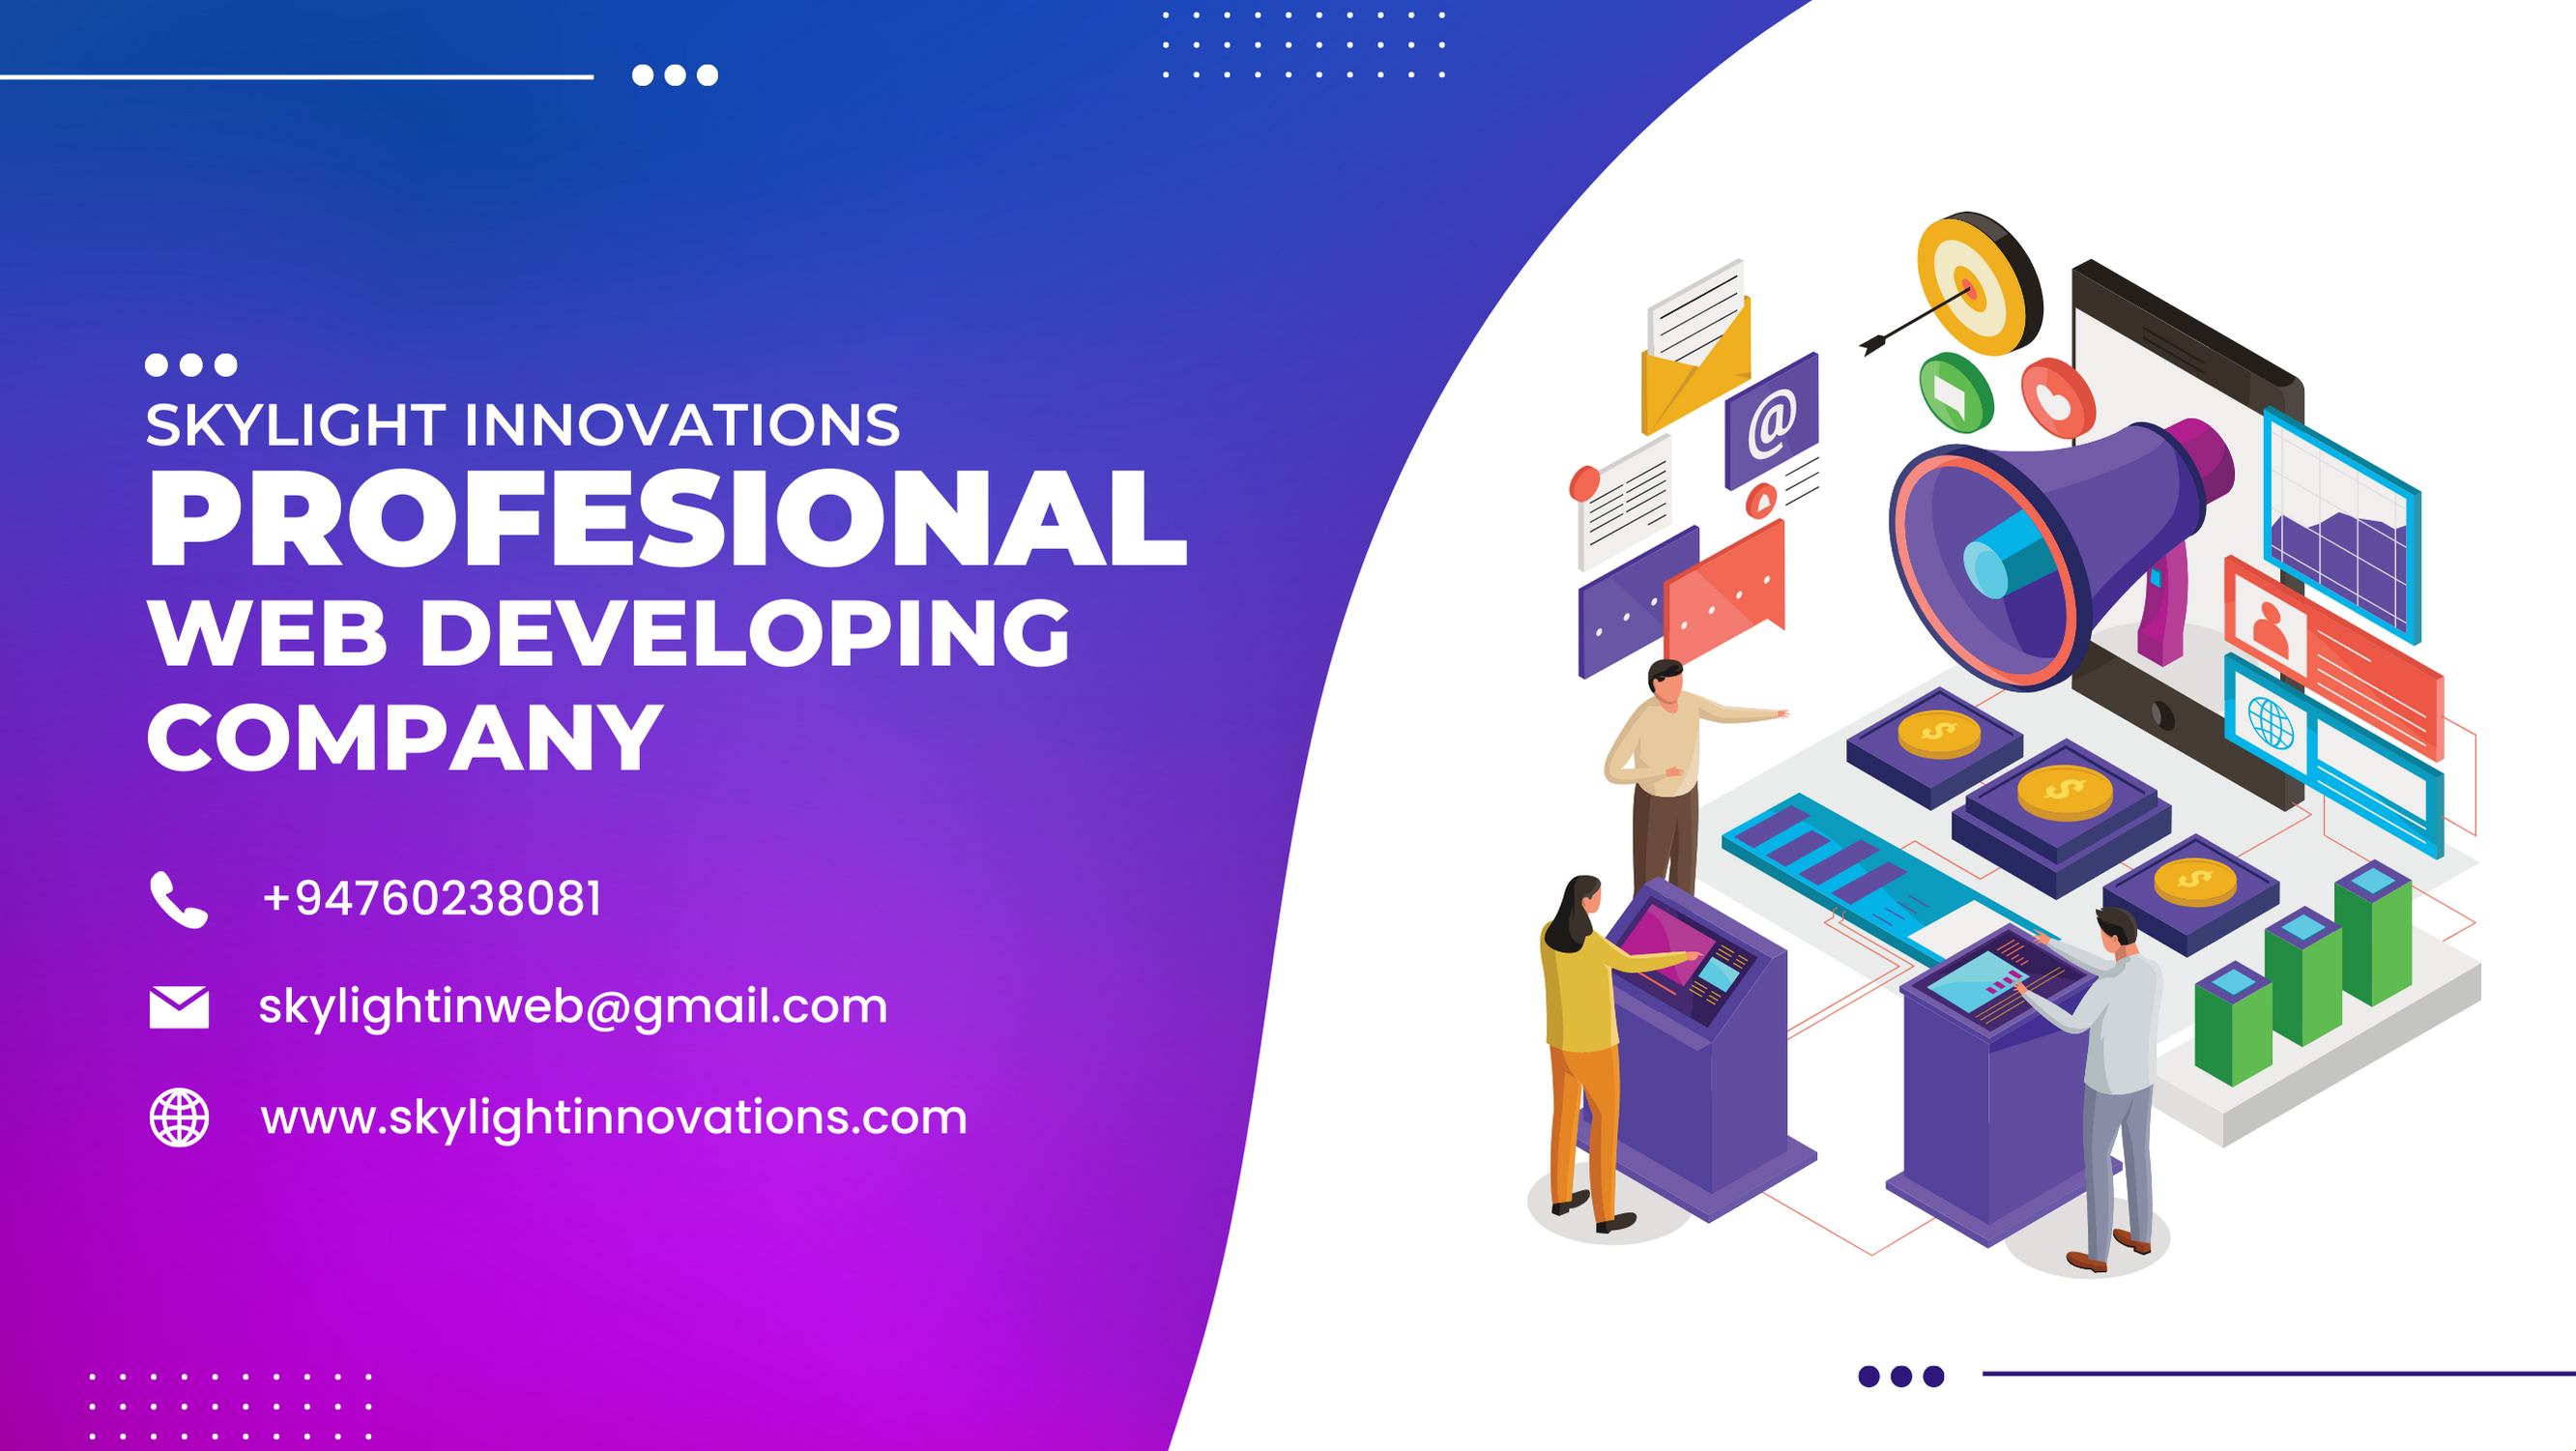 SKYLIGHT INNOVATIONS
PROFESIONAL
WEB DEVELOPING
COMPANY
+94760238081
skylightinweb@gmail.com
www.skylightinnovations.com
@
$
$
$